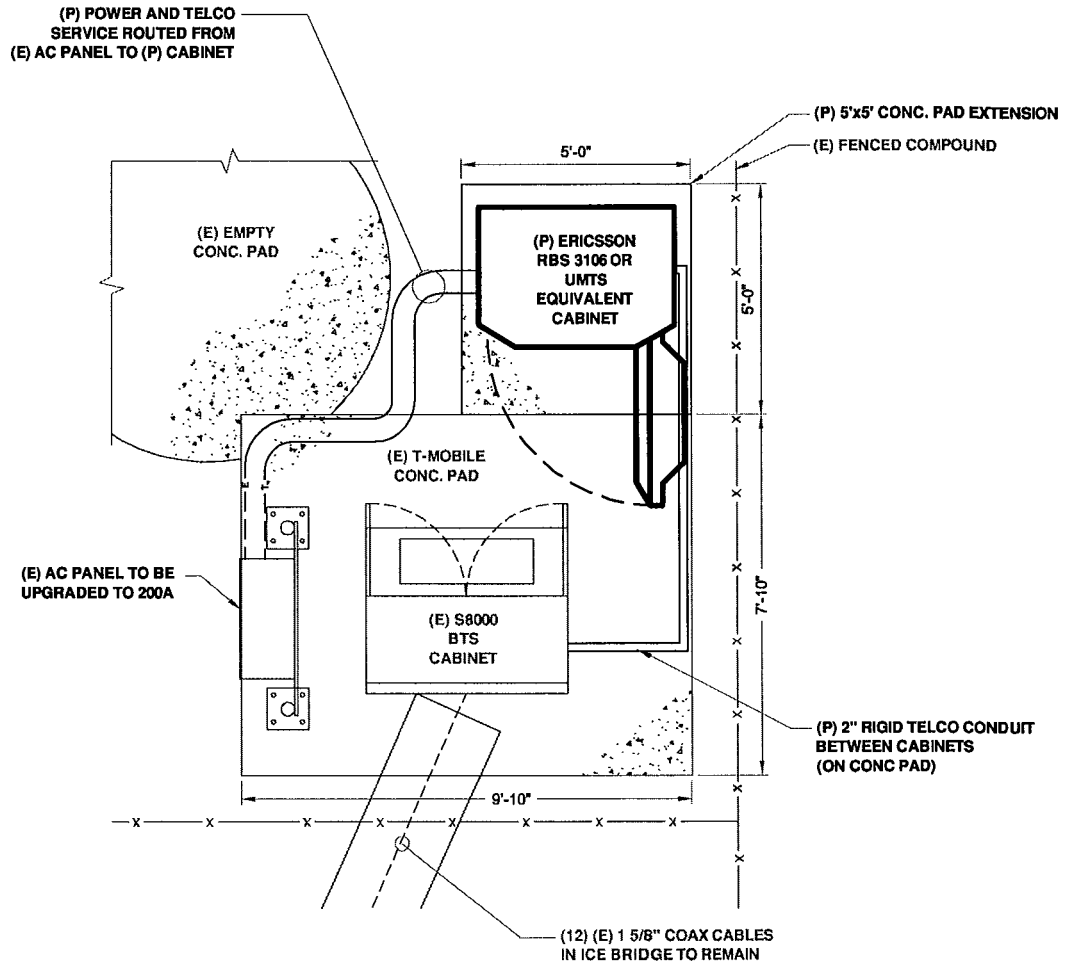 (P) POWER AND TELCO
SERVICE ROUTED FROM
(E) AC PANEL TO (P) CABINET
(P) 5'x5' CONC. PAD EXTENSION
(E) FENCED COMPOUND
5'-0"
(E) EMPTY
CONC. PAD
(P) ERICSSON
RBS 3106 OR
UMTS
EQUIVALENT
CABINET
5'-0"
(E) T-MOBILE
CONC. PAD
E T
(E) AC PANEL TO BE
UPGRADED TO 200A
(E) S8000
BTS
CABINET
7'-10"
(P) 2" RIGID TELCO CONDUIT
BETWEEN CABINETS
(ON CONC PAD)
9'-10"
(12) (E) 1 5/8" COAX CABLES
IN ICE BRIDGE TO REMAIN